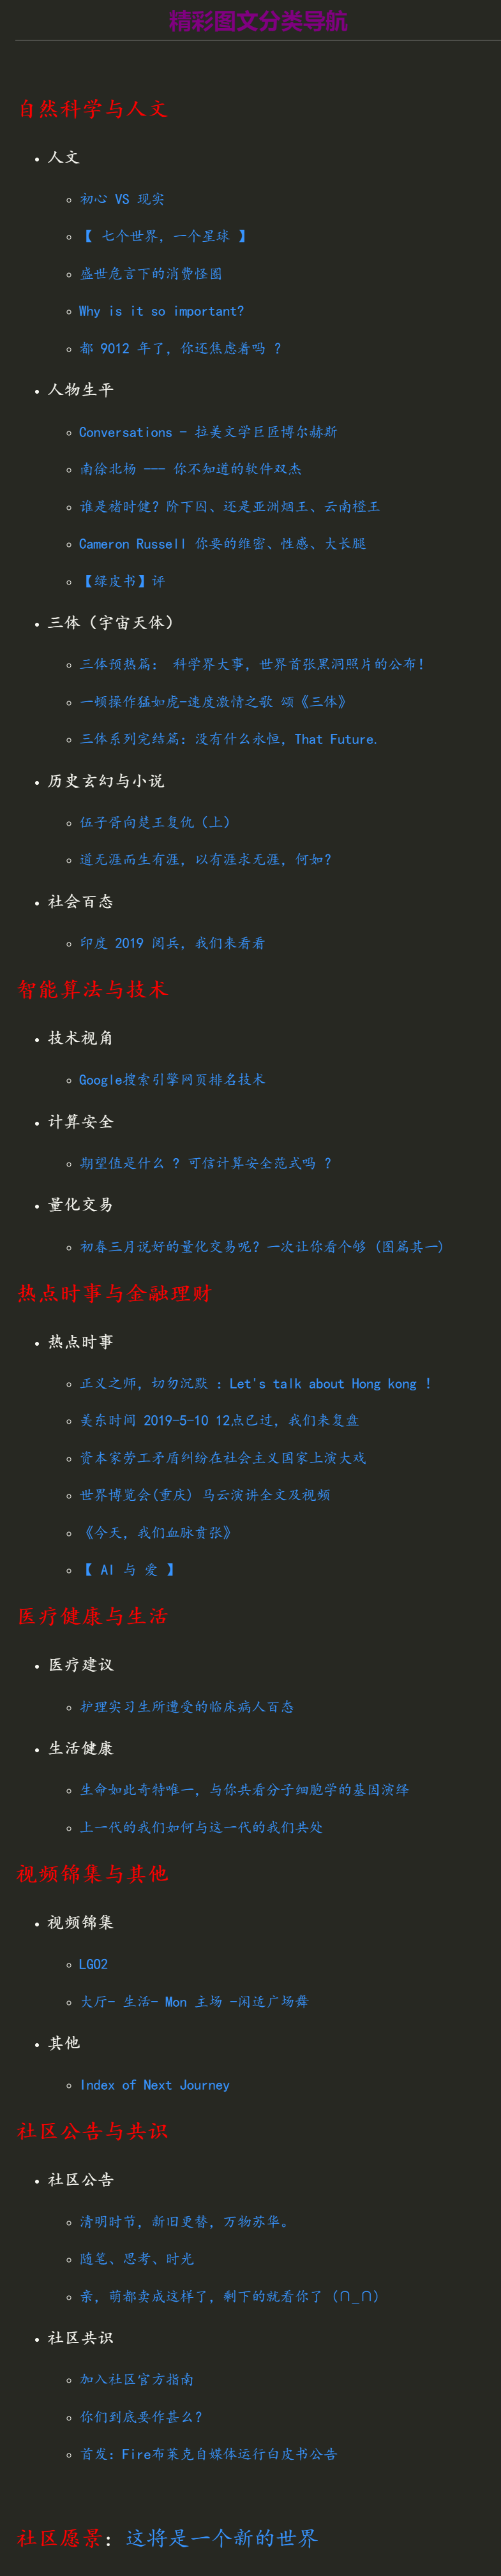 精彩图文分类导航
自然科学与人文
人文
初心 VS 现实
【 七个世界，一个星球 】
盛世危言下的消费怪圈
Why is it so important?
都 9012 年了，你还焦虑着吗 ？
人物生平
Conversations - 拉美文学巨匠博尔赫斯
南徐北杨 --- 你不知道的软件双杰
谁是褚时健？阶下囚、还是亚洲烟王、云南橙王
Cameron Russell 你要的维密、性感、大长腿
【绿皮书】评
三体（宇宙天体）
三体预热篇： 科学界大事，世界首张黑洞照片的公布！
一顿操作猛如虎-速度激情之歌 颂《三体》
三体系列完结篇：没有什么永恒，That Future.
历史玄幻与小说
伍子胥向楚王复仇（上）
道无涯而生有涯，以有涯求无涯，何如？
社会百态
印度 2019 阅兵，我们来看看
智能算法与技术
技术视角
Google搜索引擎网页排名技术
计算安全
期望值是什么 ？可信计算安全范式吗 ？
量化交易
初春三月说好的量化交易呢？一次让你看个够 (图篇其一)
热点时事与金融理财
热点时事
正义之师，切勿沉默 ：Let's talk about Hong kong ！
美东时间 2019-5-10 12点已过，我们来复盘
资本家劳工矛盾纠纷在社会主义国家上演大戏
世界博览会(重庆) 马云演讲全文及视频
《今天，我们血脉贲张》
【 AI 与 爱 】
医疗健康与生活
医疗建议
护理实习生所遭受的临床病人百态
生活健康
生命如此奇特唯一，与你共看分子细胞学的基因演绎
上一代的我们如何与这一代的我们共处
视频锦集与其他
视频锦集
LGO2
大厅- 生活- Mon 主场 -闲适广场舞
其他
Index of Next Journey
社区公告与共识
社区公告
清明时节，新旧更替，万物苏华。
随笔、思考、时光
亲，萌都卖成这样了，剩下的就看你了（∩_∩）
社区共识
加入社区官方指南
你们到底要作甚么？
首发：Fire布莱克自媒体运行白皮书公告
社区愿景：这将是一个新的世界